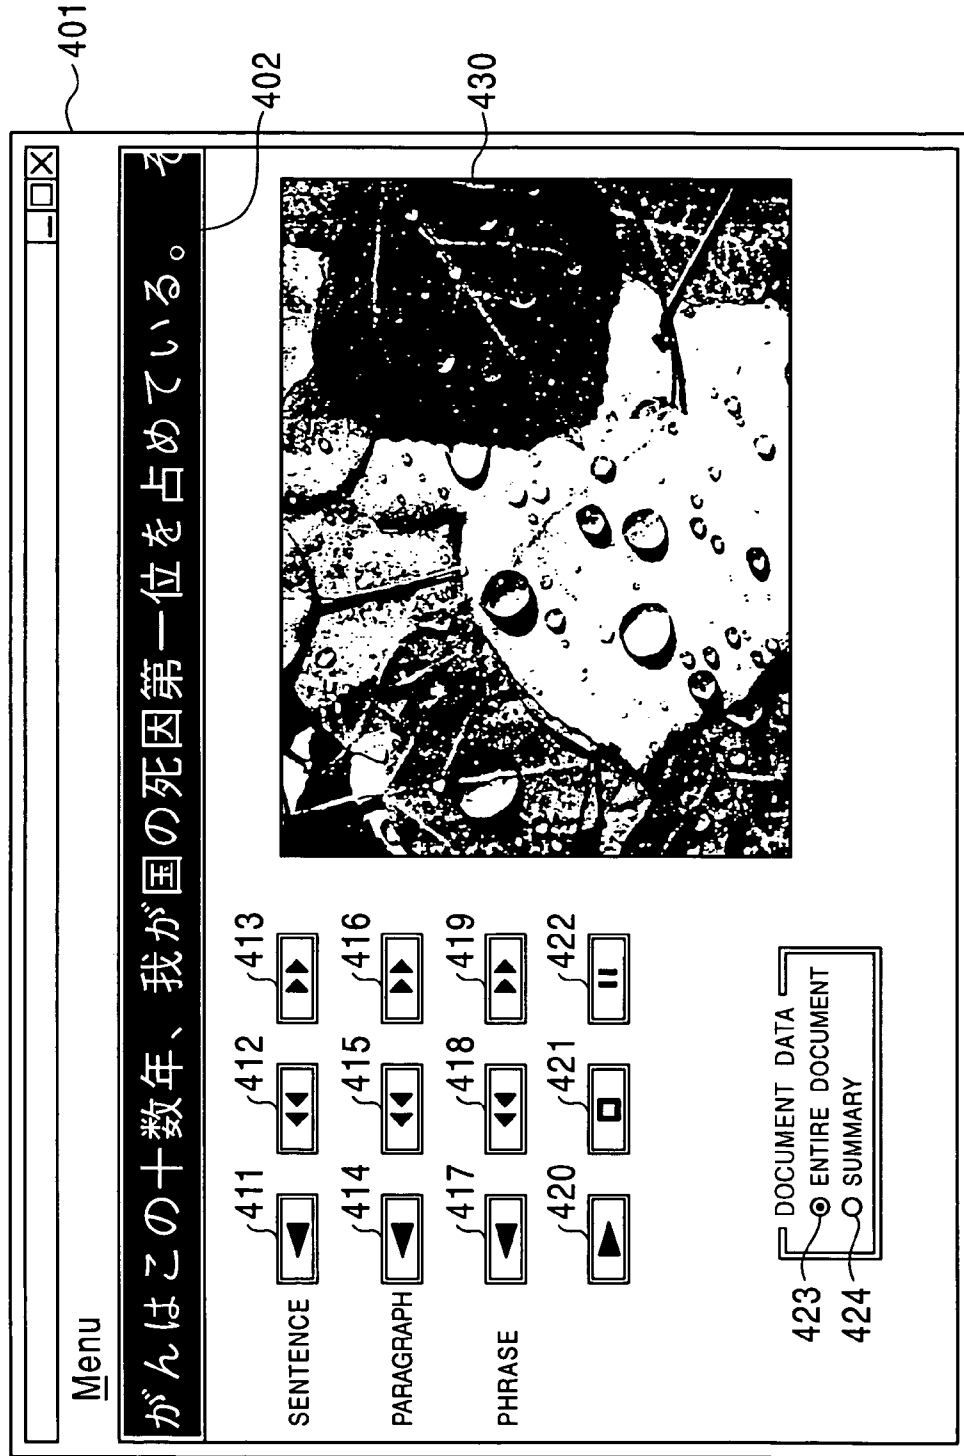 401
Menu
がんはこの十数年、我が国の死因第一位を占めている。 そ
402
SENTENCE 411 412 413
430
PARAGRAPH 414 415 416
PHRASE 417 418 419
420 421 422
DOCUMENT DATA
423 ENTIRE DOCUMENT
424 SUMMARY